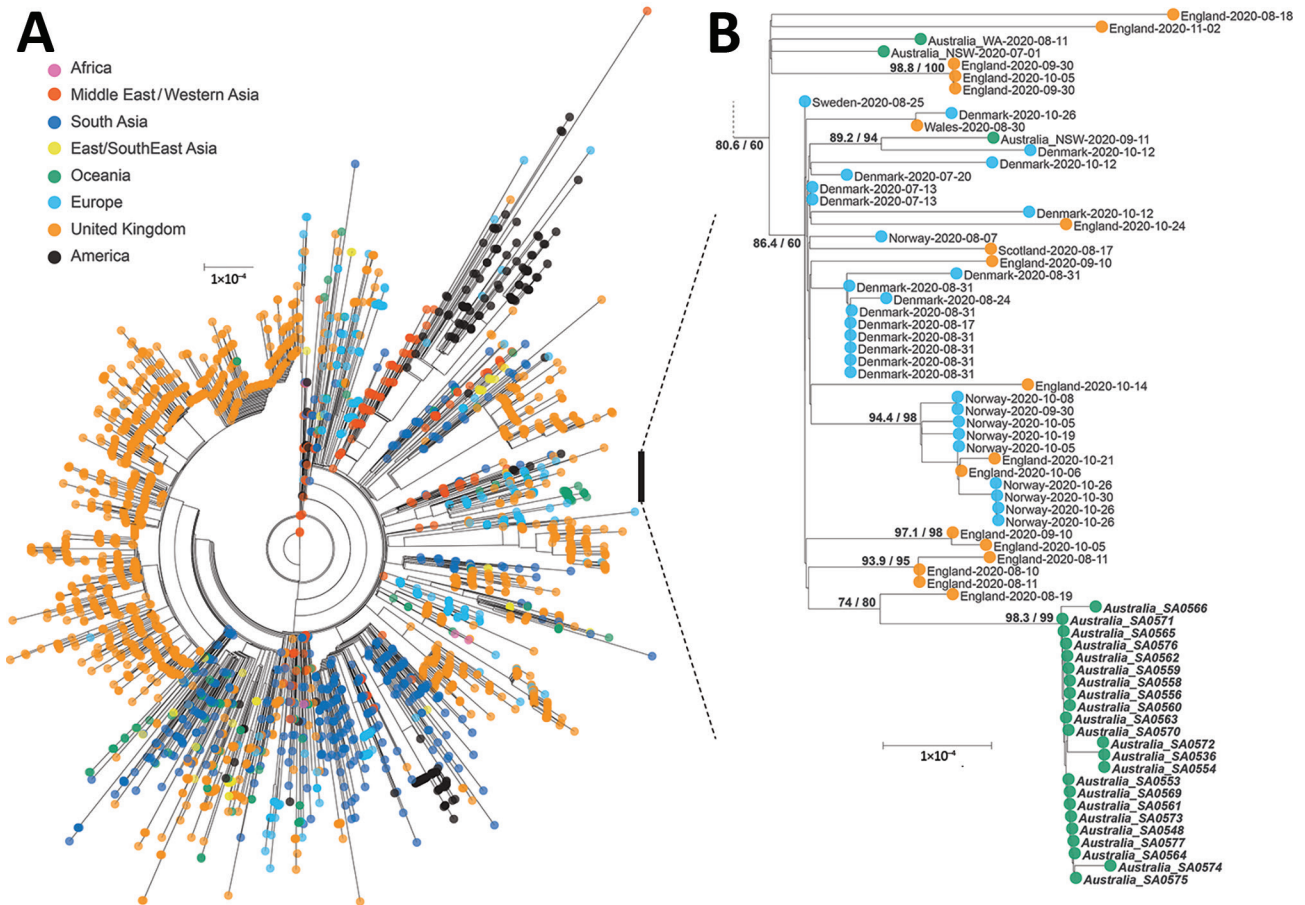 A
Africa
Middle East/Western Asia
South Asia
East/SouthEast Asia
Oceania
Europe
United Kingdom
America
1×10⁻⁴
B
England-2020-08-18
England-2020-11-02
Australia_WA-2020-08-11
Australia_NSW-2020-07-01
98.8 / 100
England-2020-09-30
England-2020-10-05
England-2020-09-30
Sweden-2020-08-25
Denmark-2020-10-26
Wales-2020-08-30
80.6 / 60
89.2 / 94
Australia_NSW-2020-09-11
Denmark-2020-10-12
Denmark-2020-10-12
Denmark-2020-07-20
Denmark-2020-07-13
Denmark-2020-07-13
Denmark-2020-10-12
England-2020-10-24
86.4 / 60
Norway-2020-08-07
Scotland-2020-08-17
England-2020-09-10
Denmark-2020-08-31
Denmark-2020-08-31
Denmark-2020-08-24
Denmark-2020-08-31
Denmark-2020-08-17
Denmark-2020-08-31
Denmark-2020-08-31
Denmark-2020-08-31
Denmark-2020-08-31
England-2020-10-14
Norway-2020-10-08
94.4 / 98
Norway-2020-09-30
Norway-2020-10-05
Norway-2020-10-19
Norway-2020-10-05
England-2020-10-21
England-2020-10-06
Norway-2020-10-26
Norway-2020-10-30
Norway-2020-10-26
Norway-2020-10-26
97.1 / 98
England-2020-09-10
England-2020-10-05
93.9 / 95
England-2020-08-11
England-2020-08-10
England-2020-08-11
74 / 80
England-2020-08-19
98.3 / 99
Australia_SA0566
Australia_SA0571
Australia_SA0565
Australia_SA0576
Australia_SA0562
Australia_SA0559
Australia_SA0558
Australia_SA0556
Australia_SA0560
Australia_SA0563
Australia_SA0570
Australia_SA0572
Australia_SA0536
Australia_SA0554
Australia_SA0553
Australia_SA0569
Australia_SA0561
Australia_SA0573
Australia_SA0548
Australia_SA0577
Australia_SA0564
Australia_SA0574
Australia_SA0575
1×10⁻⁴